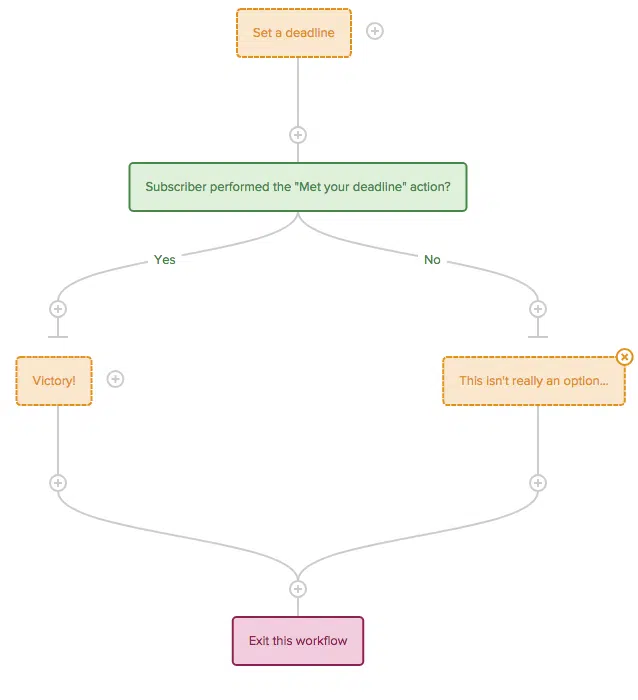 Set a deadline
Subscriber performed the "Met your deadline" action?
Yes
No
Victory!
This isn't really an option...
Exit this workflow